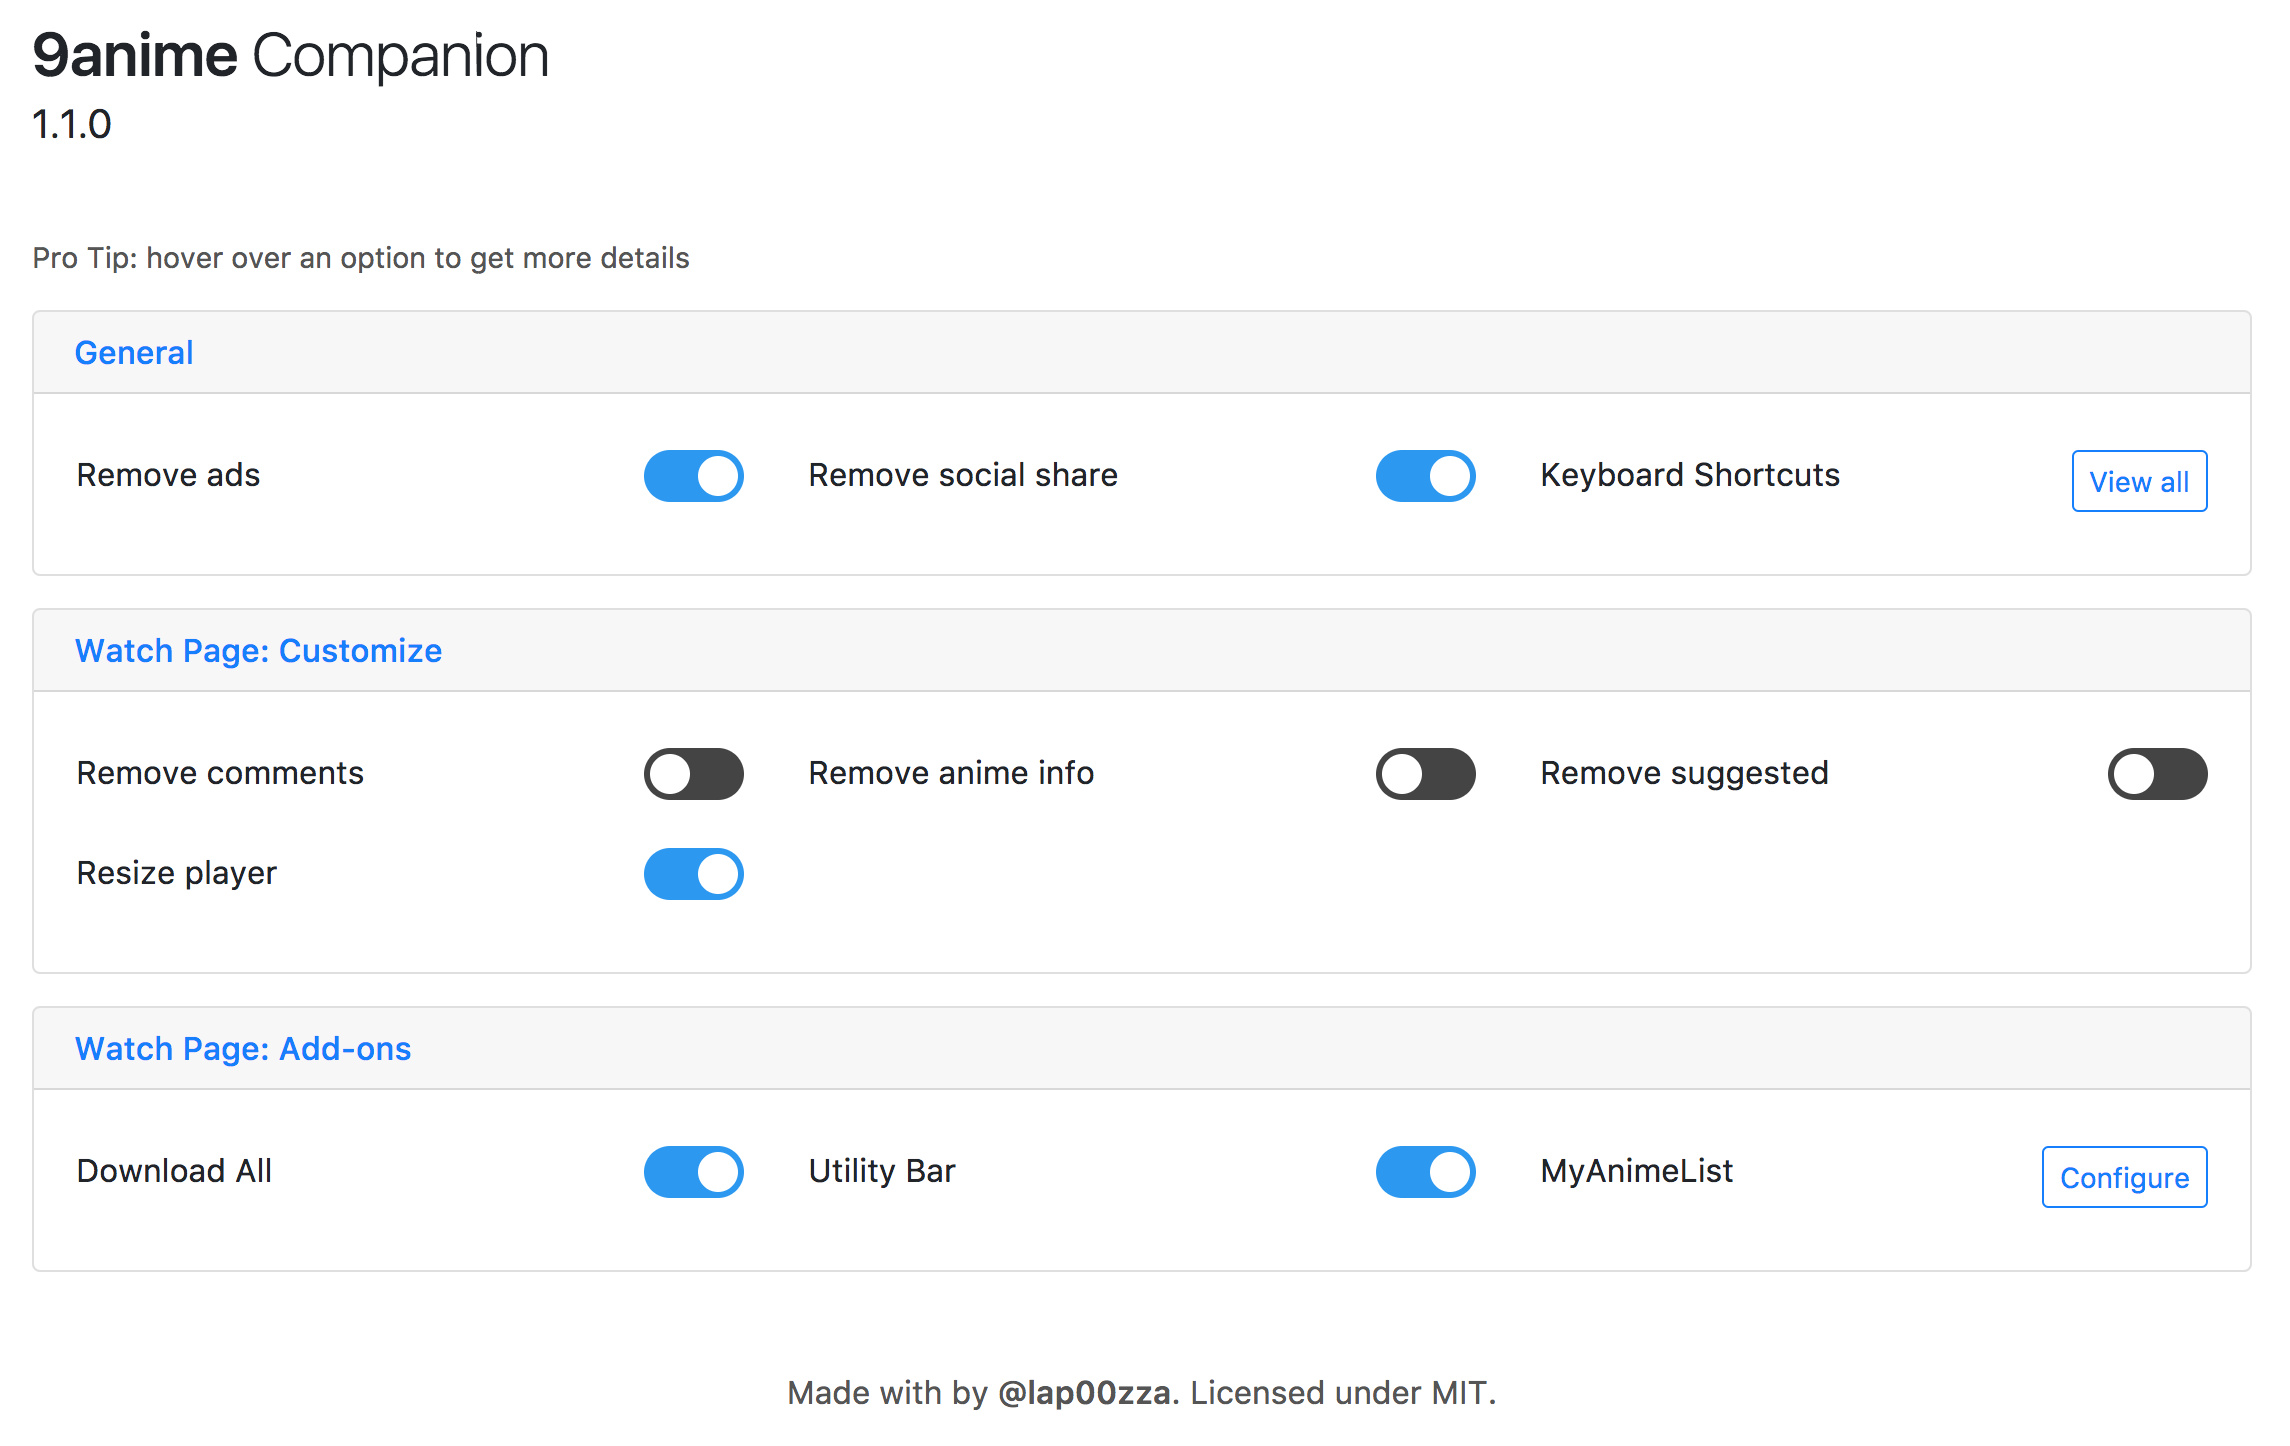 9anime Companion
1.1.0
Pro Tip: hover over an option to get more details
General
Remove ads
Remove social share
Keyboard Shortcuts
View all
Watch Page: Customize
Remove comments
Remove anime info
Remove suggested
Resize player
Watch Page: Add-ons
Download All
Utility Bar
MyAnimeList
Configure
Made with by @lap00zza. Licensed under MIT.